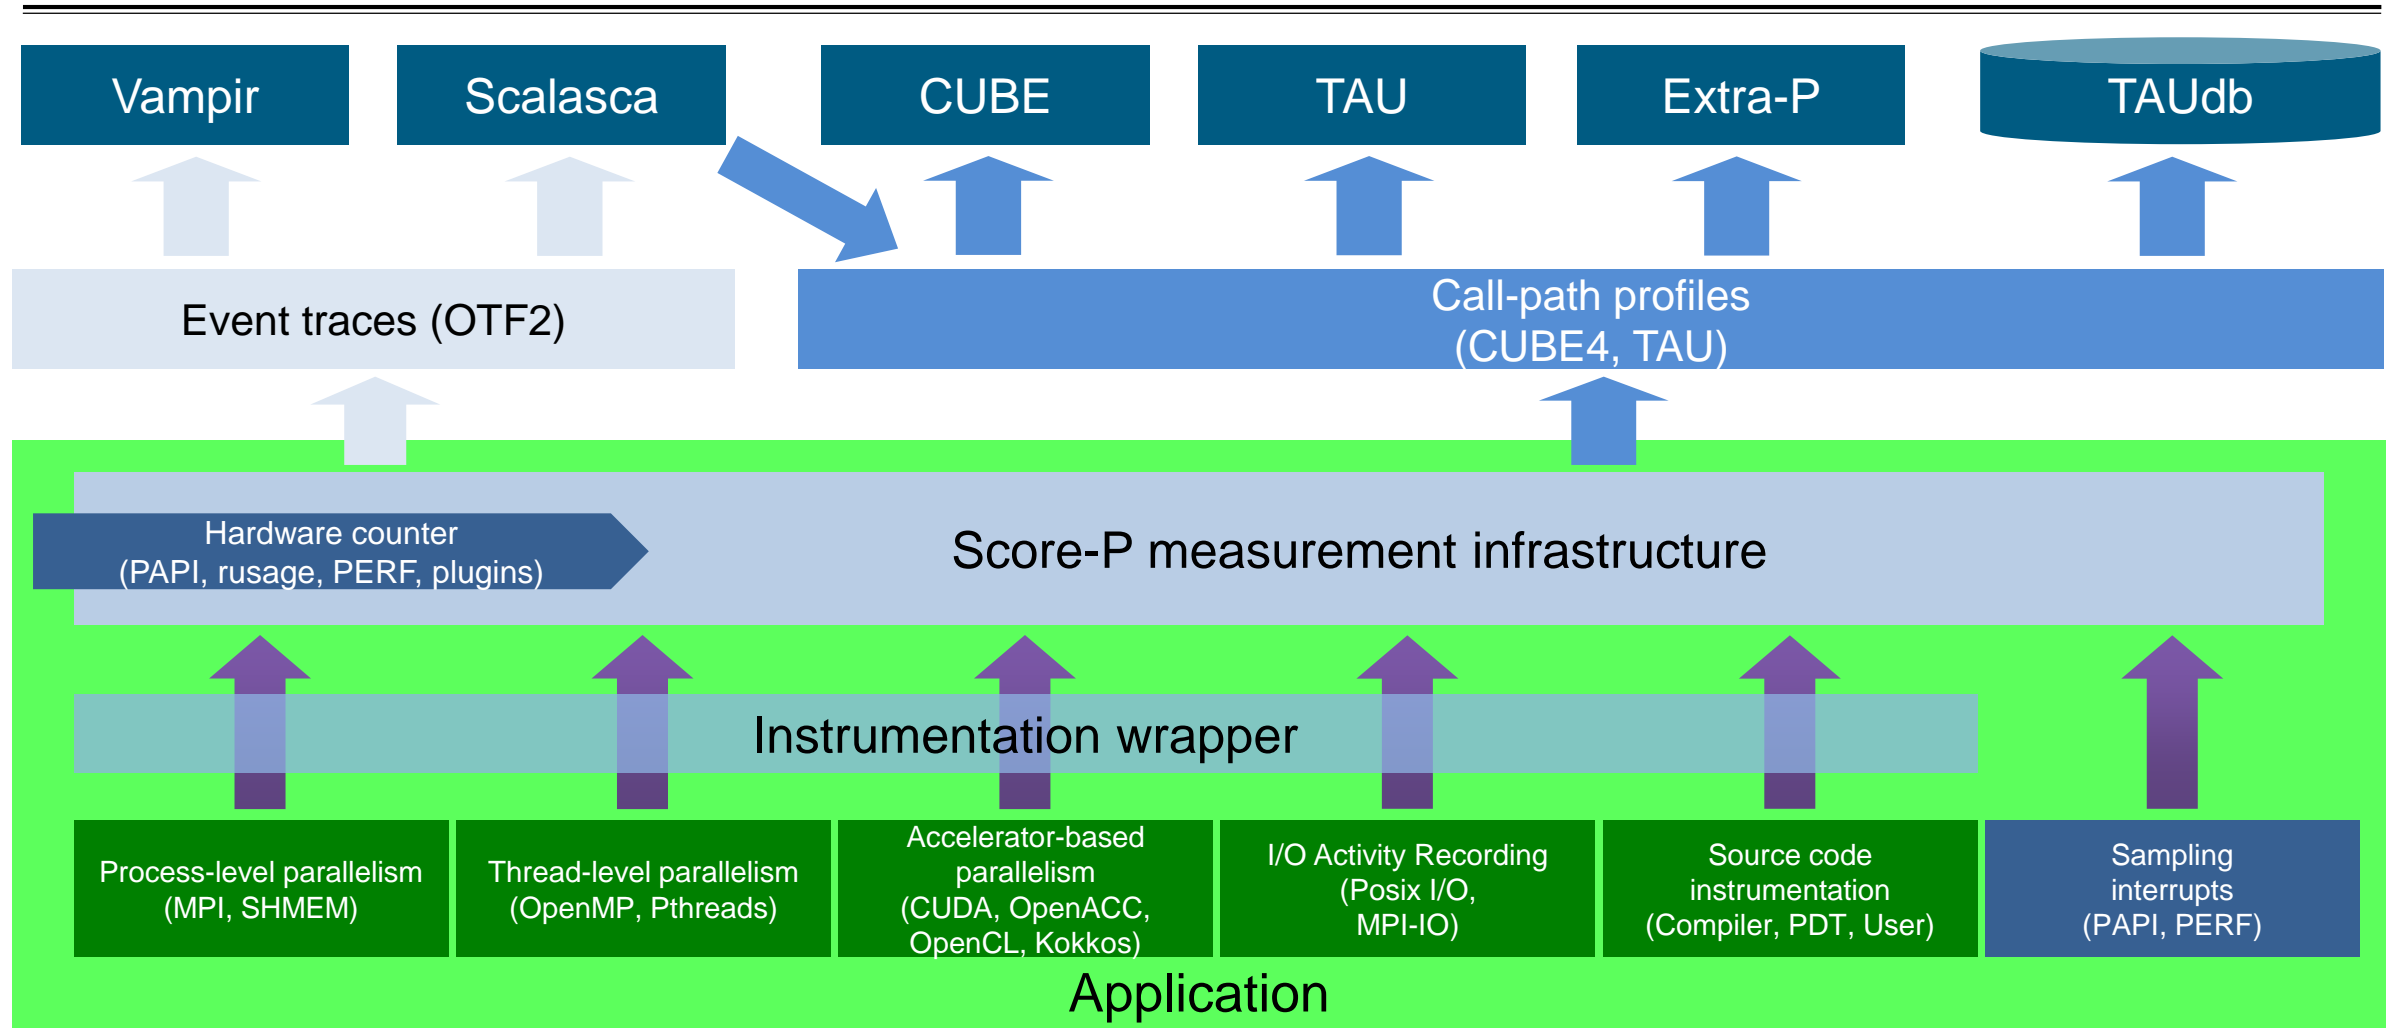 Vampir
Scalasca
CUBE
TAU
Extra-P
TAUdb
Event traces (OTF2)
Call-path profiles
(CUBE4, TAU)
Hardware counter
(PAPI, rusage, PERF, plugins)
Score-P measurement infrastructure
Instrumentation wrapper
Process-level parallelism
(MPI, SHMEM)
Thread-level parallelism
(OpenMP, Pthreads)
Accelerator-based
parallelism
(CUDA, OpenACC,
OpenCL, Kokkos)
I/O Activity Recording
(Posix I/O,
MPI-IO)
Source code
instrumentation
(Compiler, PDT, User)
Sampling
interrupts
(PAPI, PERF)
Application